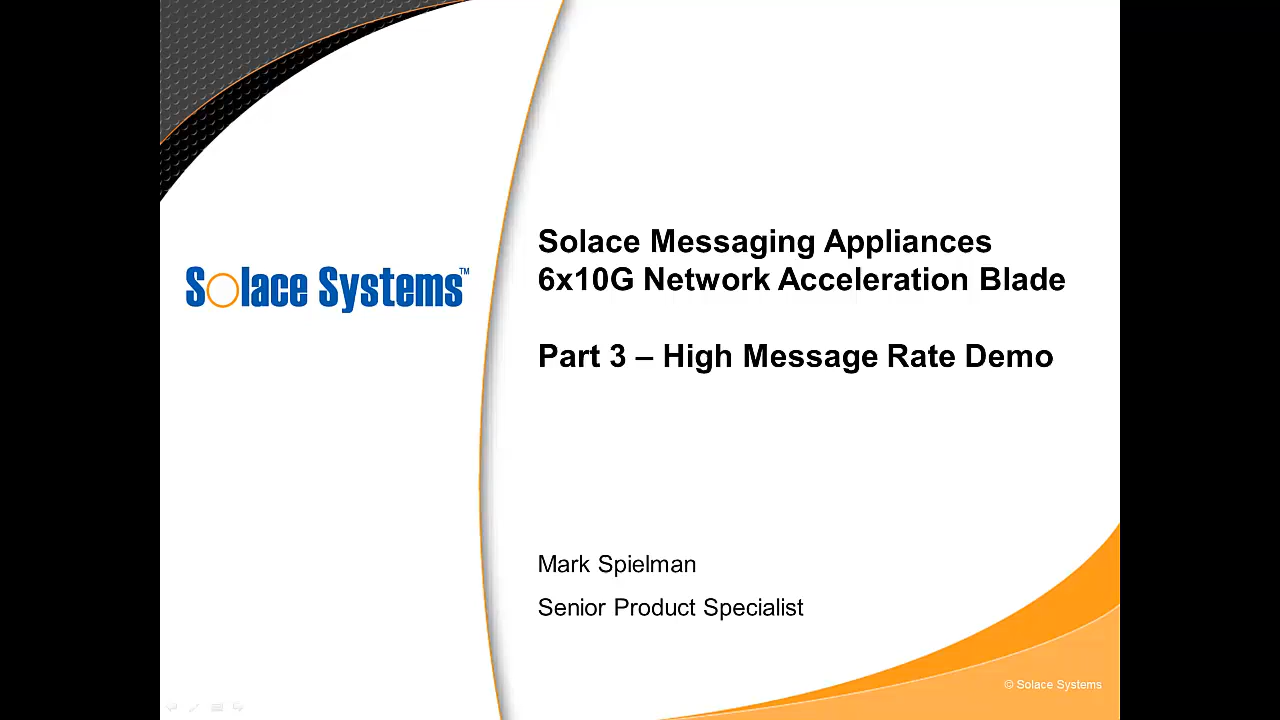 Solace Messaging Appliances
6x10G Network Acceleration Blade
Solace Systems™
Part 3 – High Message Rate Demo
Mark Spielman
Senior Product Specialist
© Solace Systems